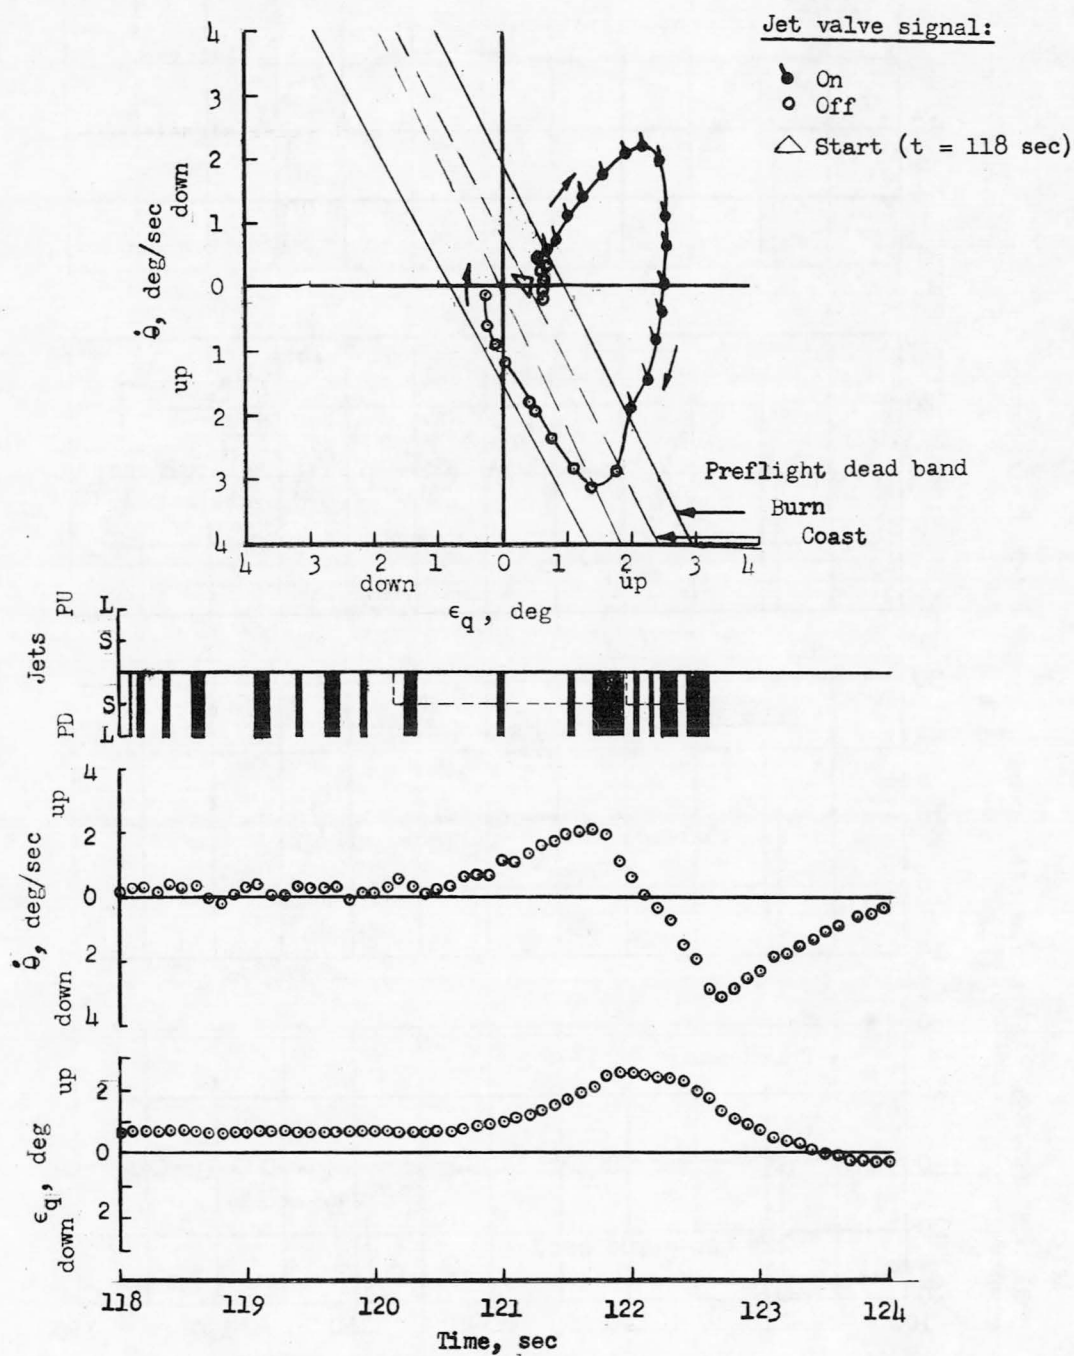 Jet valve signal:
On
Off
Start (t = 118 sec)
4
3
2
1
0
1
2
3
4
down
θ̇, deg/sec
up
Preflight dead band
Burn
Coast
4 3 2 1 0 1 2 3 4
down up
ϵq, deg
PU
Jets
PD
L
S
S
L
4
2
0
2
4
up
θ̇, deg/sec
down
2
0
2
up
ϵq, deg
down
118 119 120 121 122 123 124
Time, sec